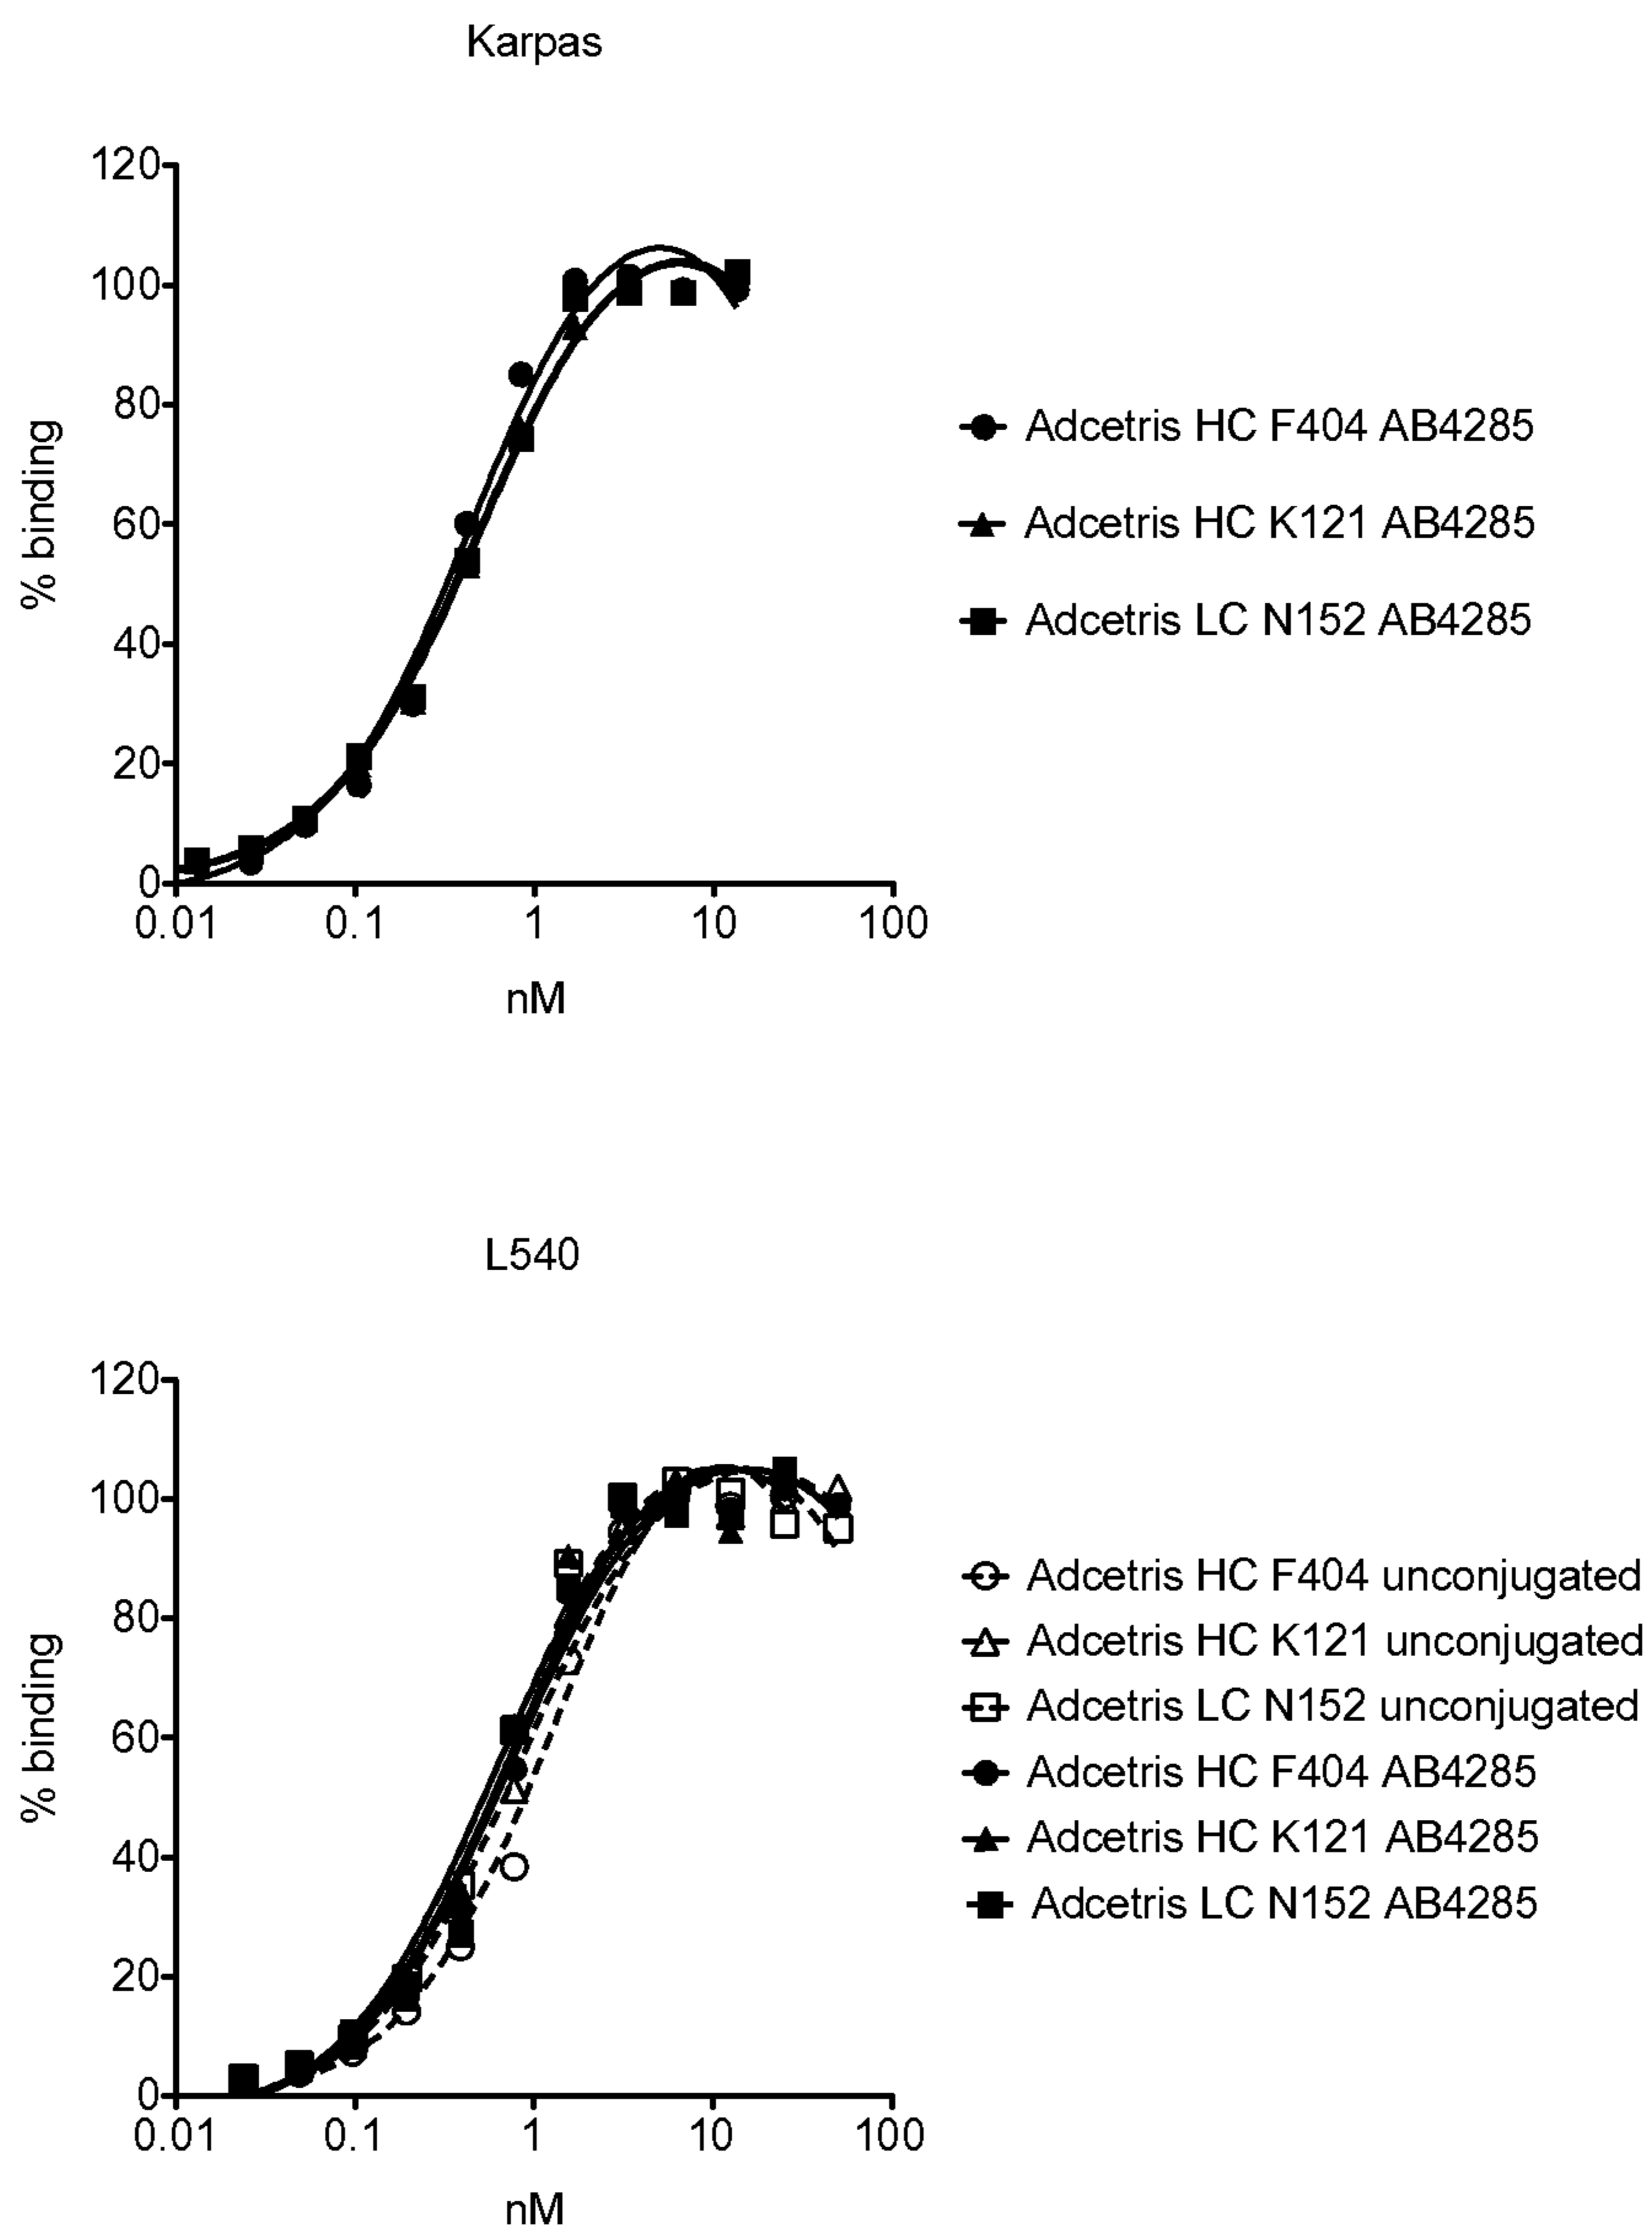 Karpas
120
100
80
60
40
20
0
% binding
0.01 0.1 1 10 100
nM
Adcetris HC F404 AB4285
Adcetris HC K121 AB4285
Adcetris LC N152 AB4285
L540
120
100
80
60
40
20
0
% binding
0.01 0.1 1 10 100
nM
Adcetris HC F404 unconjugated
Adcetris HC K121 unconjugated
Adcetris LC N152 unconjugated
Adcetris HC F404 AB4285
Adcetris HC K121 AB4285
Adcetris LC N152 AB4285